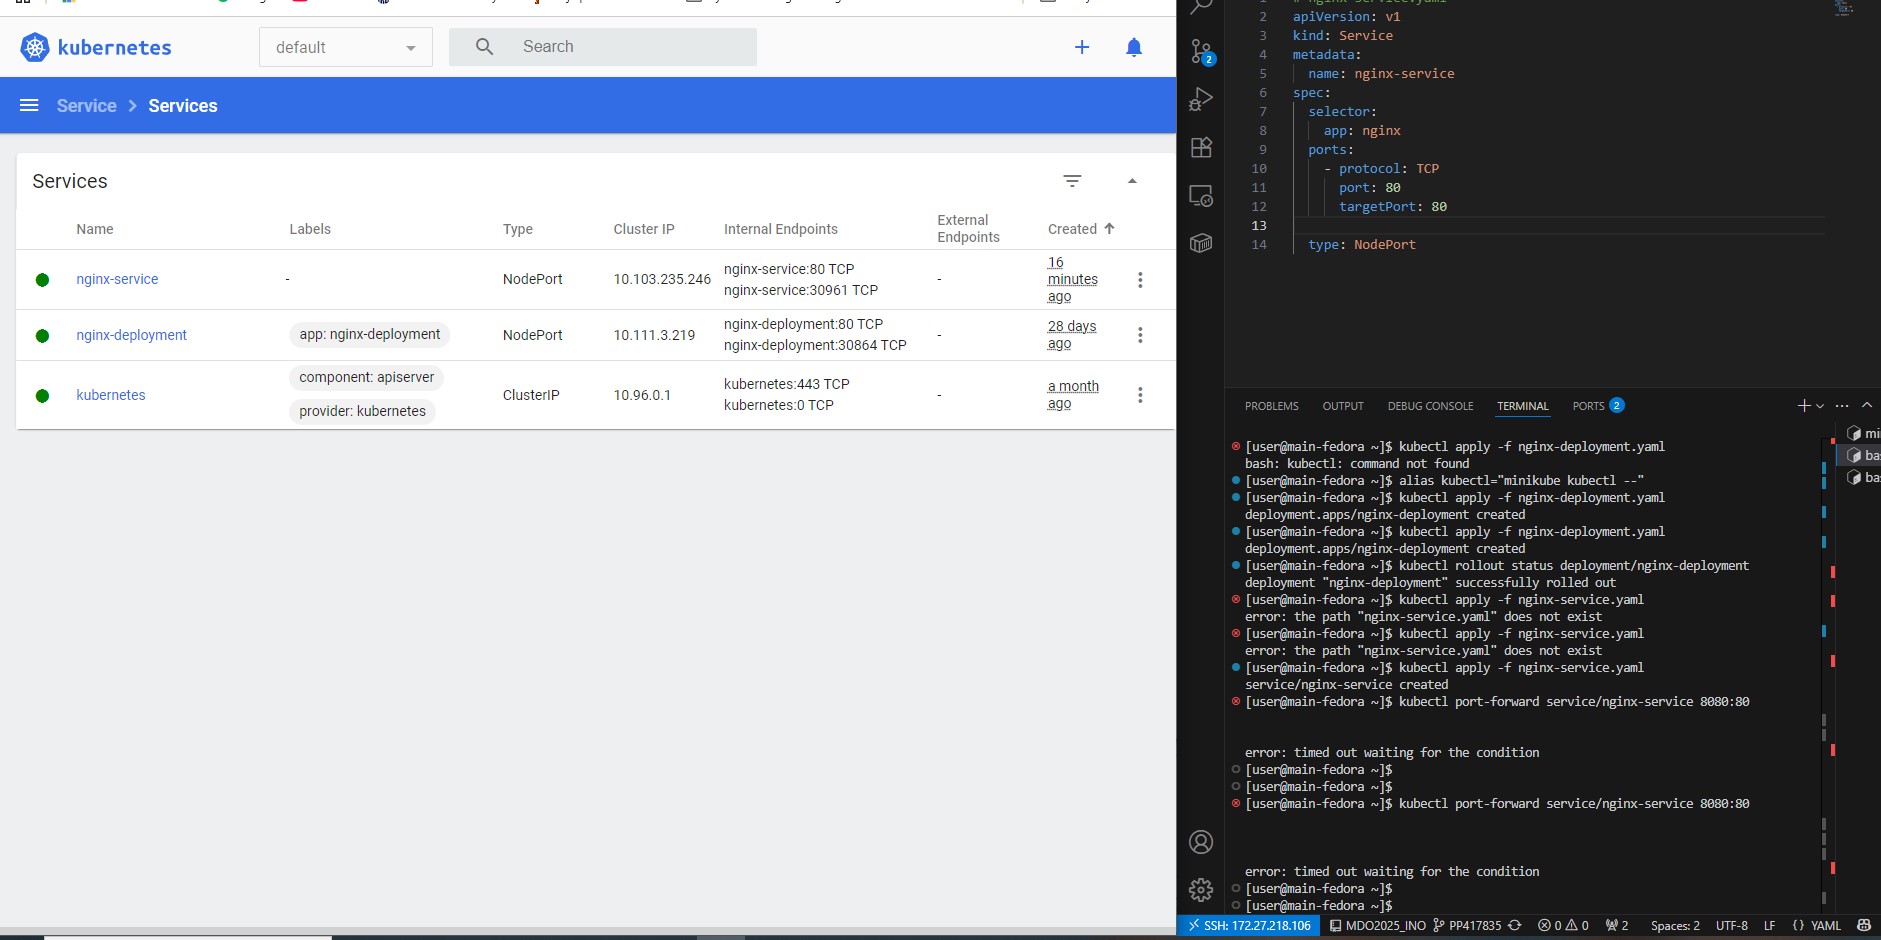 kubernetes
default
Search
Service
Services
Services
Name
Labels
Type
Cluster IP
Internal Endpoints
External
Endpoints
Created
nginx-service
-
NodePort
10.103.235.246
nginx-service:80 TCP
nginx-service:30961 TCP
-
16
minutes
ago
nginx-deployment
app: nginx-deployment
NodePort
10.111.3.219
nginx-deployment:80 TCP
nginx-deployment:30864 TCP
-
28 days
ago
kubernetes
component: apiserver
provider: kubernetes
ClusterIP
10.96.0.1
kubernetes:443 TCP
kubernetes:0 TCP
-
a month
ago
2
2 apiVersion: v1
3 kind: Service
4 metadata:
5 name: nginx-service
6 spec:
7 selector:
8 app: nginx
9 ports:
10 - protocol: TCP
11 port: 80
12 targetPort: 80
13
14 type: NodePort
PROBLEMS OUTPUT DEBUG CONSOLE TERMINAL PORTS 2
[user@main-fedora ~]$ kubectl apply -f nginx-deployment.yaml
bash: kubectl: command not found
[user@main-fedora ~]$ alias kubectl="minikube kubectl --"
[user@main-fedora ~]$ kubectl apply -f nginx-deployment.yaml
deployment.apps/nginx-deployment created
[user@main-fedora ~]$ kubectl apply -f nginx-deployment.yaml
deployment.apps/nginx-deployment created
[user@main-fedora ~]$ kubectl rollout status deployment/nginx-deployment
deployment "nginx-deployment" successfully rolled out
[user@main-fedora ~]$ kubectl apply -f nginx-service.yaml
error: the path "nginx-service.yaml" does not exist
[user@main-fedora ~]$ kubectl apply -f nginx-service.yaml
error: the path "nginx-service.yaml" does not exist
[user@main-fedora ~]$ kubectl apply -f nginx-service.yaml
service/nginx-service created
[user@main-fedora ~]$ kubectl port-forward service/nginx-service 8080:80
error: timed out waiting for the condition
[user@main-fedora ~]$
[user@main-fedora ~]$
[user@main-fedora ~]$ kubectl port-forward service/nginx-service 8080:80
error: timed out waiting for the condition
[user@main-fedora ~]$
[user@main-fedora ~]$
mi
ba
ba
SSH: 172.27.218.106 MDO2025_INO PP417835 0 0 2 Spaces: 2 UTF-8 LF {} YAML